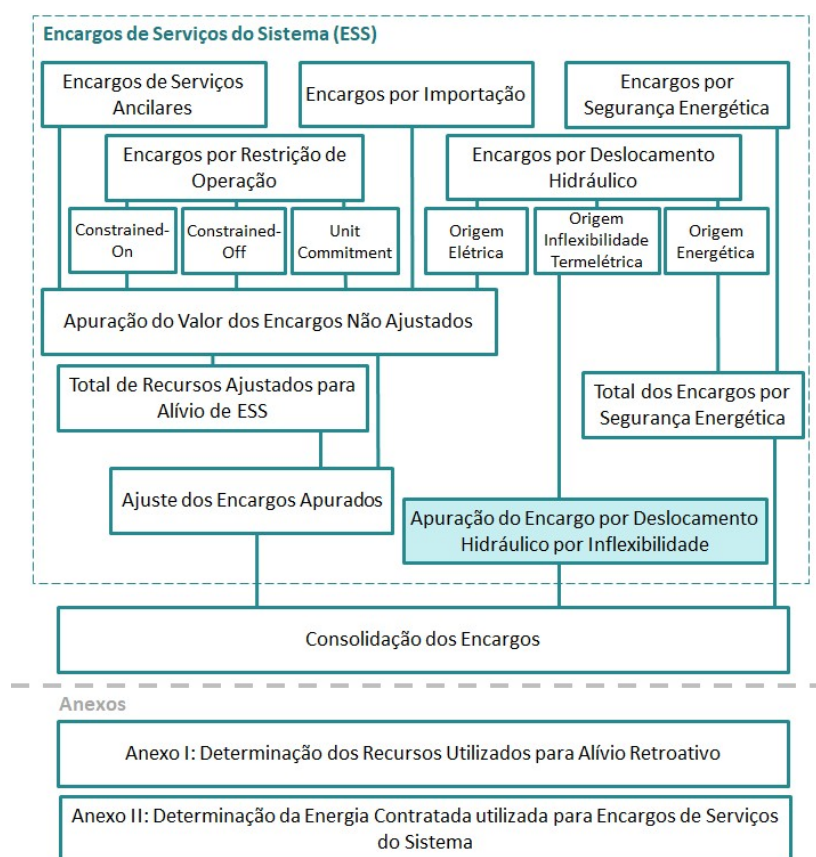 Encargos de Serviços do Sistema (ESS)
Encargos de Serviços
Ancilares
Encargos por Importação
Encargos por
Segurança Energética
Encargos por Restrição de
Operação
Encargos por Deslocamento
Hidráulico
Constrained-
On
Constrained-
Off
Unit
Commitment
Origem
Elétrica
Origem
Inflexibilidade
Termelétrica
Origem
Energética
Apuração do Valor dos Encargos Não Ajustados
Total de Recursos Ajustados para
Alívio de ESS
Total dos Encargos por
Segurança Energética
Ajuste dos Encargos Apurados
Apuração do Encargo por Deslocamento
Hidráulico por Inflexibilidade
Consolidação dos Encargos
Anexos
Anexo I: Determinação dos Recursos Utilizados para Alívio Retroativo
Anexo II: Determinação da Energia Contratada utilizada para Encargos de Serviços
do Sistema